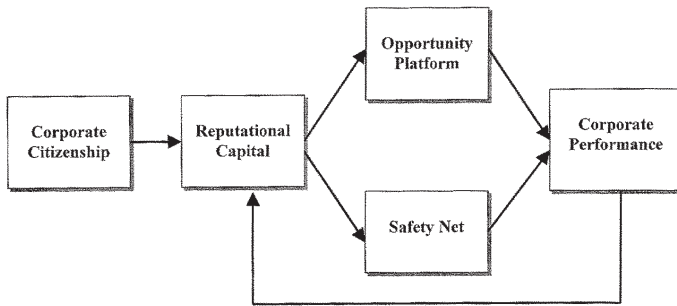 Opportunity
Platform
Corporate
Citizenship
Reputational
Capital
Corporate
Performance
Safety Net